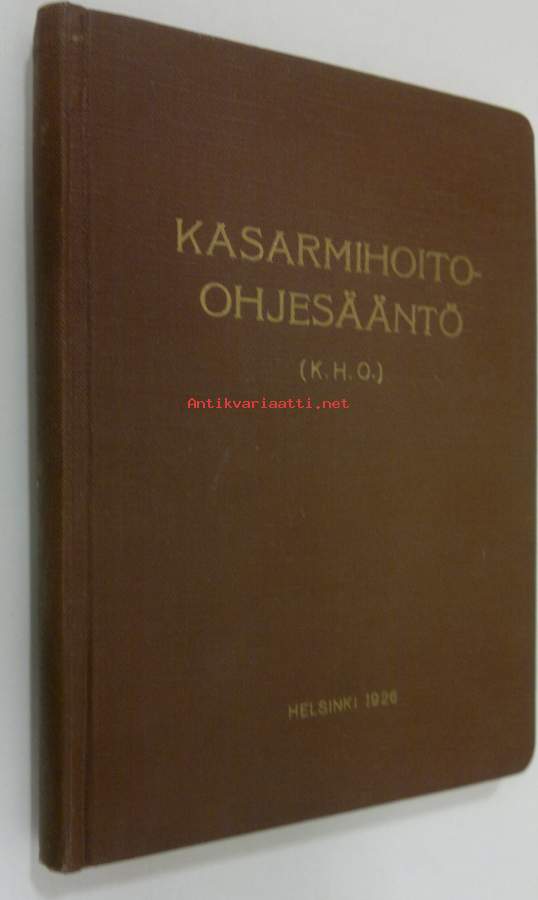 KASARMIHOITO-
OHJESÄÄNTÖ
(K.H.O.)
Antikvariaatti.net
HELSINKI 1926